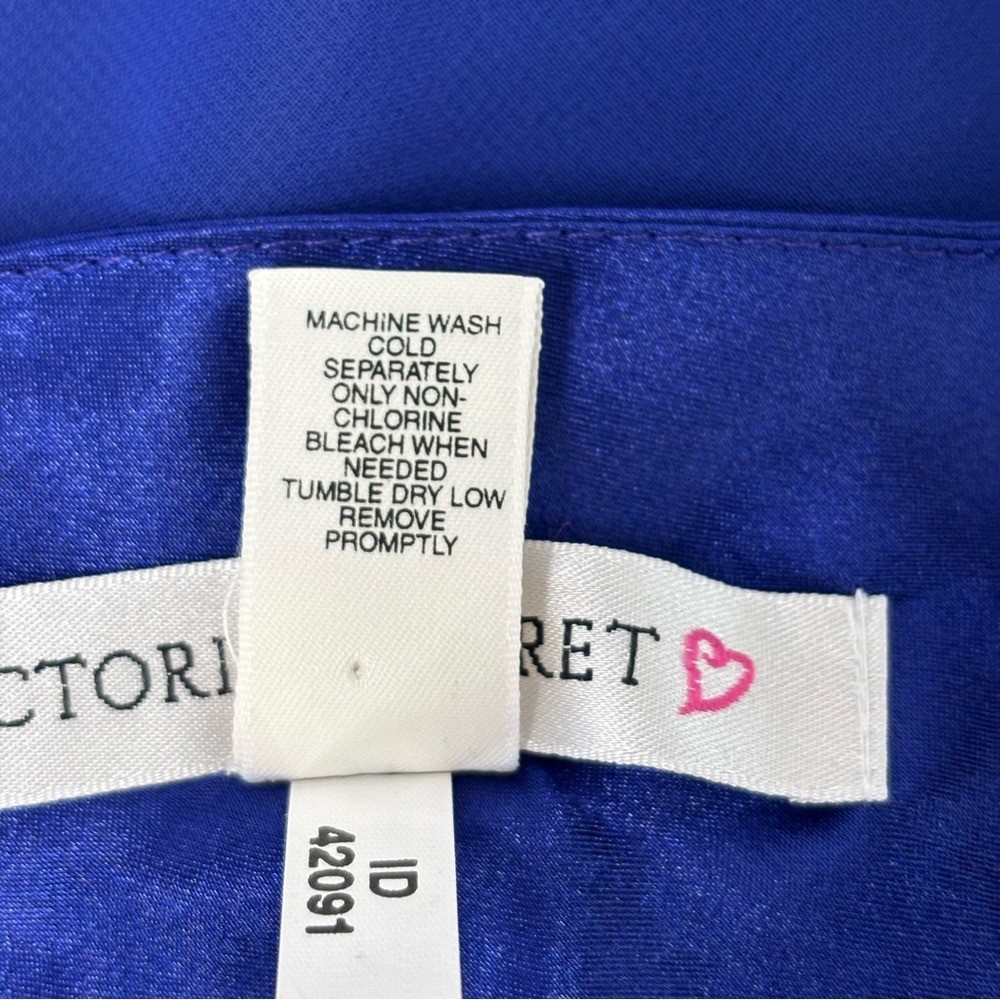 MACHINE WASH
COLD
SEPARATELY
ONLY NON-
CHLORINE
BLEACH WHEN
NEEDED
TUMBLE DRY LOW
REMOVE
PROMPTLY
CTORI RET
ID
42091